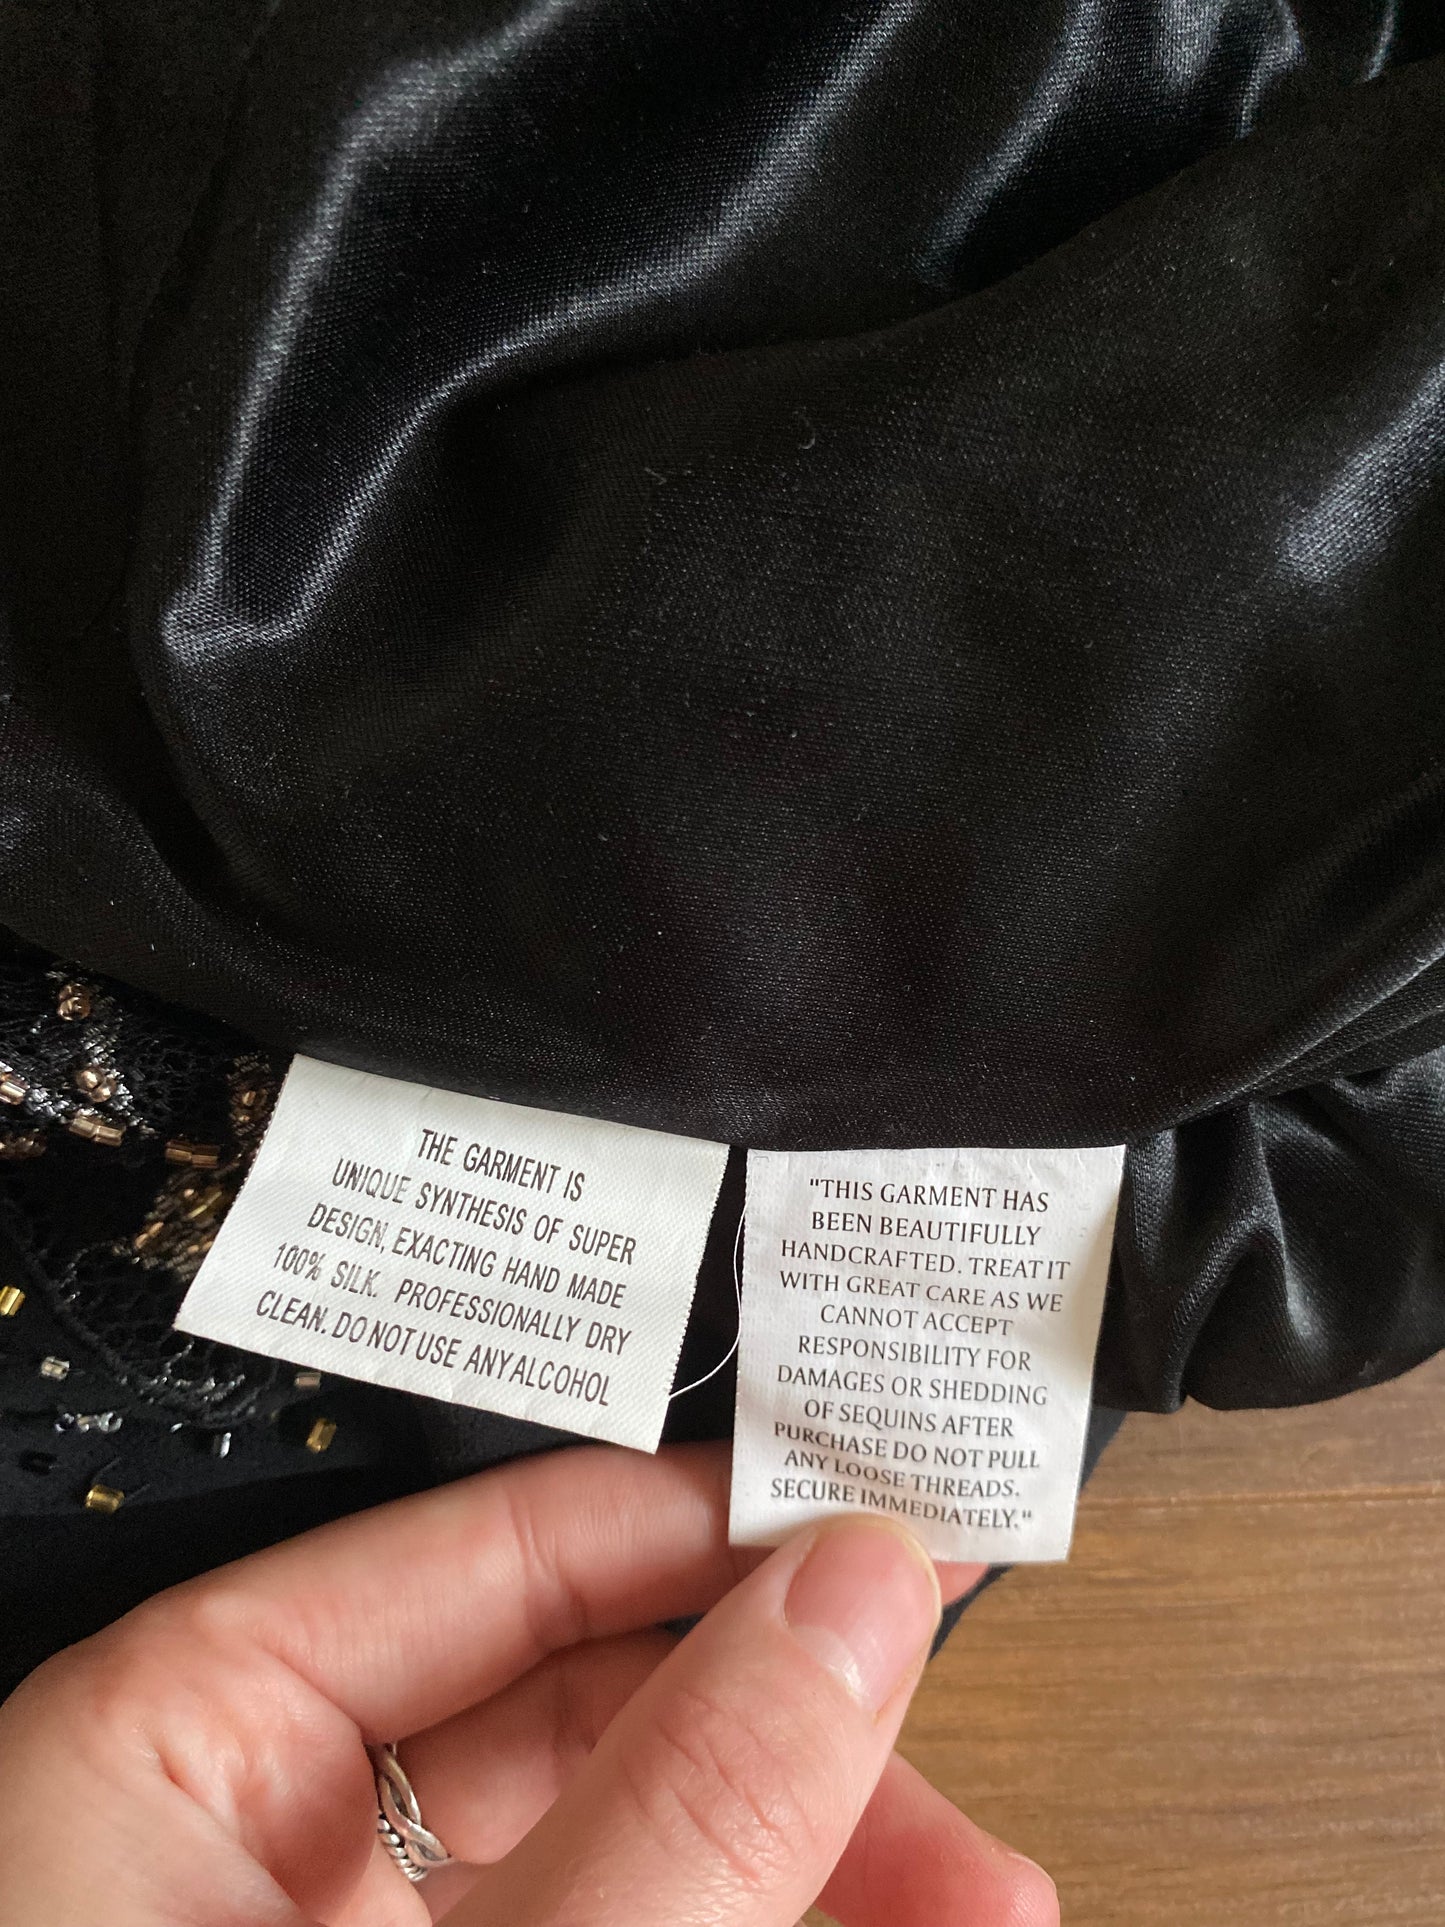 THE GARMENT IS
UNIQUE SYNTHESIS OF SUPER
DESIGN, EXACTING HAND MADE
100% SILK. PROFESSIONALLY DRY
CLEAN. DO NOT USE ANY ALCOHOL
"THIS GARMENT HAS
BEEN BEAUTIFULLY
HANDCRAFTED. TREAT IT
WITH GREAT CARE AS WE
CANNOT ACCEPT
RESPONSIBILITY FOR
DAMAGES OR SHEDDING
OF SEQUINS AFTER
PURCHASE DO NOT PULL
ANY LOOSE THREADS.
SECURE IMMEDIATELY."